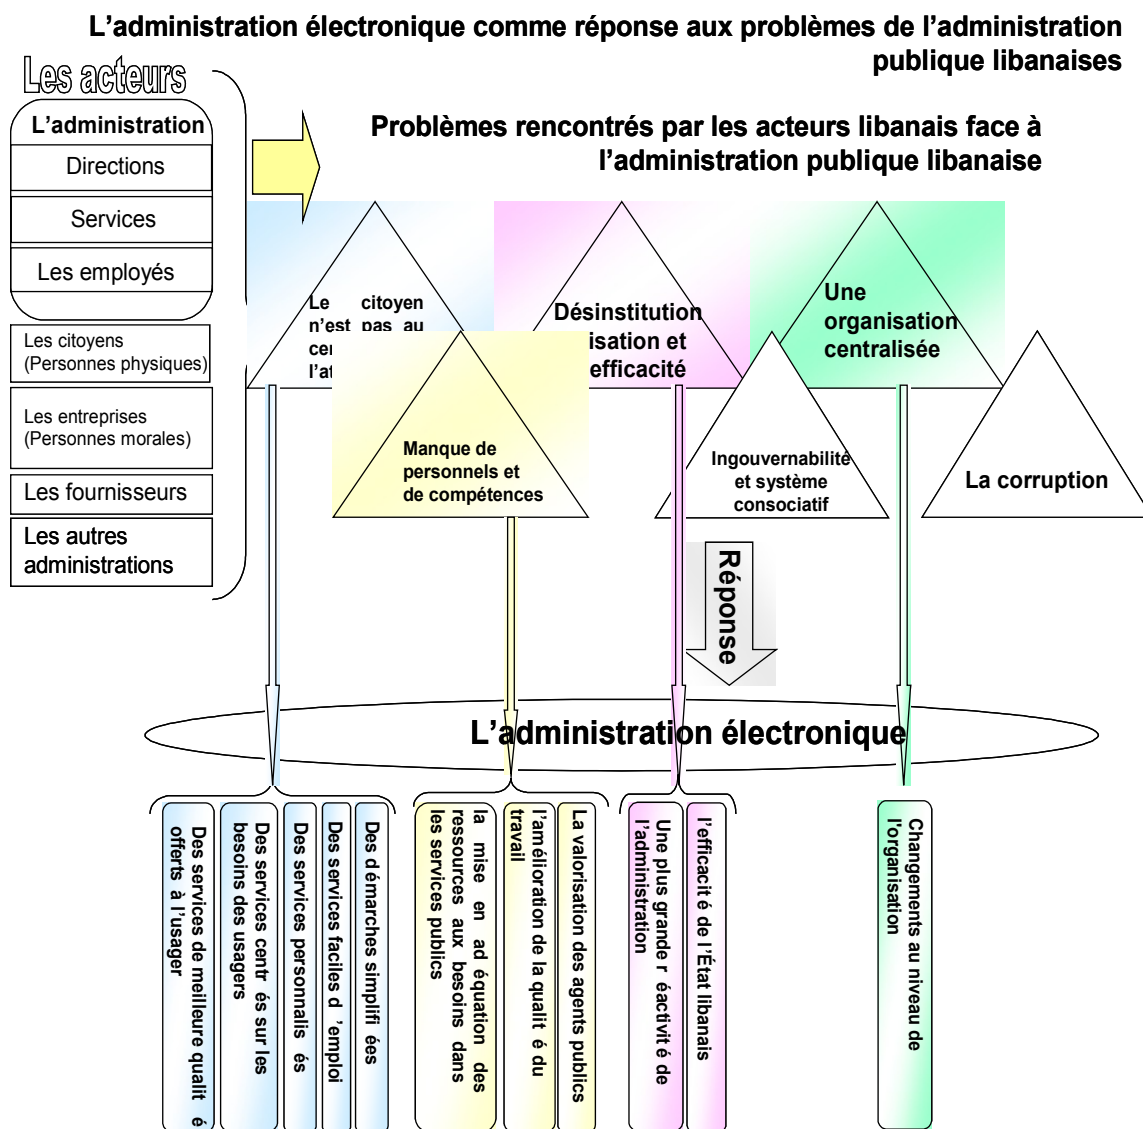 L'administration électronique comme réponse aux problèmes de l'administration
publique libanaises
Les acteurs
L'administration
Directions
Services
Les employés
Les citoyens
(Personnes physiques)
Les entreprises
(Personnes morales)
Les fournisseurs
Les autres
administrations
Problèmes rencontrés par les acteurs libanais face à
l'administration publique libanaise
Le citoyen
n'est pas au
Désinstitution
isation et
efficacité
Une
organisation
centralisée
Manque de
personnels et
de compétences
Ingouvernabilité
et système
consociatif
La corruption
Réponse
L'administration électronique
Des services de meilleure qualit é
offerts à l'usager
Des services centr és sur les
besoins des usagers
Des services personnalis és
Des services faciles d 'emploi
Des d émarches simplifi ées
la mise en ad équation des
ressources aux besoins dans
les services publics
l'amélioration de la qualit é du
travail
La valorisation des agents publics
Une plus grande r éactivit é de
l'administration
l'efficacit é de l'État libanais
Changements au niveau de
l'organisation